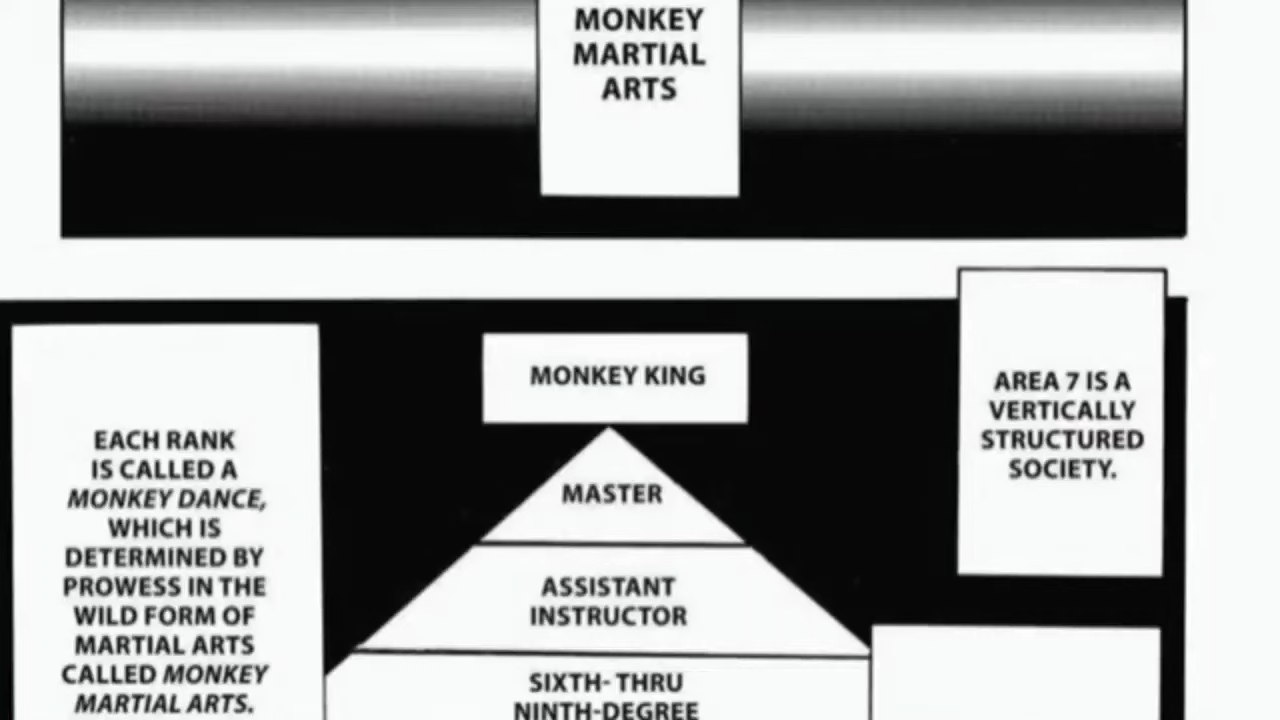 MONKEY
MARTIAL
ARTS
AREA 7 IS A
VERTICALLY
STRUCTURED
SOCIETY.
MONKEY KING
MASTER
ASSISTANT
INSTRUCTOR
SIXTH- THRU
NINTH-DEGREE
EACH RANK
IS CALLED A
MONKEY DANCE,
WHICH IS
DETERMINED BY
PROWESS IN THE
WILD FORM OF
MARTIAL ARTS
CALLED MONKEY
MARTIAL ARTS.